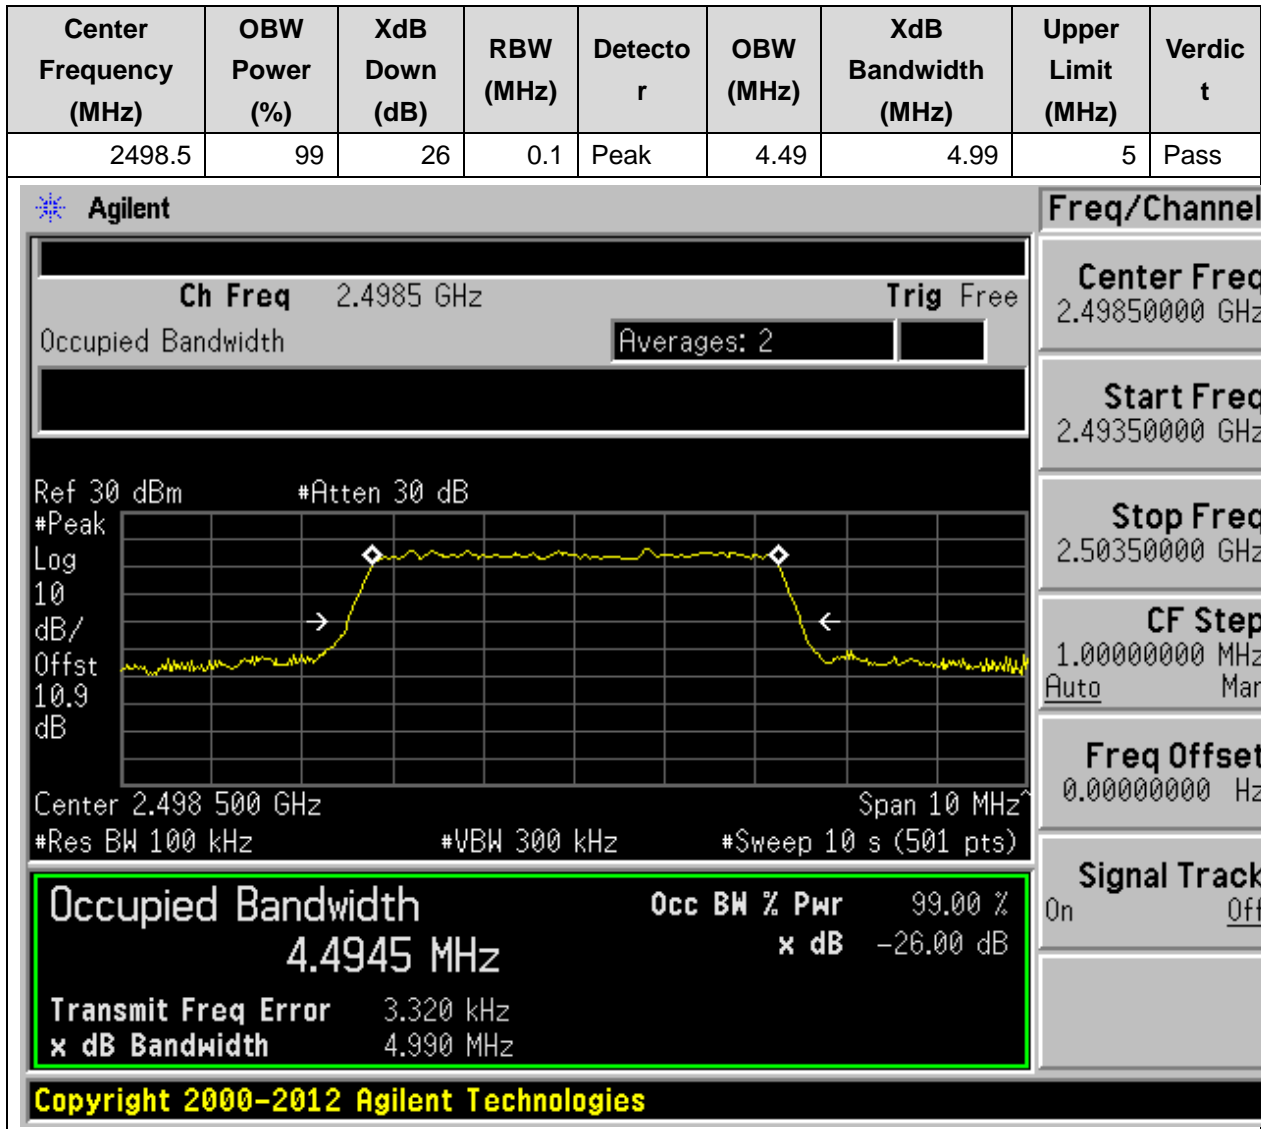 Center Frequency (MHz) OBW Power (%) XdB Down (dB) RBW (MHz) Detecto r OBW (MHz) XdB Bandwidth (MHz) Upper Limit (MHz) Verdic t
2498.5 99 26 0.1 Peak 4.49 4.99 5 Pass
Agilent
Freq/Channel
Ch Freq 2.4985 GHz Trig Free
Occupied Bandwidth Averages: 2
Center Freq
2.49850000 GHz
Start Freq
2.49350000 GHz
Stop Freq
2.50350000 GHz
CF Step
1.00000000 MHz
Auto Man
Freq Offset
0.00000000 Hz
Signal Track
On Off
Ref 30 dBm #Atten 30 dB
#Peak
Log
10
dB/
Offst
10.9
dB
Center 2.498 500 GHz Span 10 MHz^
#Res BW 100 kHz #VBW 300 kHz #Sweep 10 s (501 pts)
Occupied Bandwidth Occ BW % Pwr 99.00 %
4.4945 MHz x dB -26.00 dB
Transmit Freq Error 3.320 kHz
x dB Bandwidth 4.990 MHz
Copyright 2000-2012 Agilent Technologies